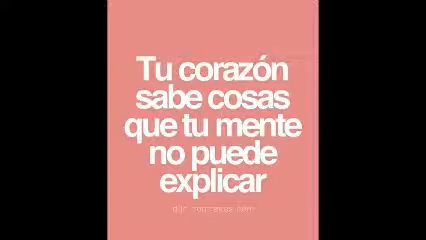 Tu corazón
sabe cosas
que tu mente
no puede
explicar